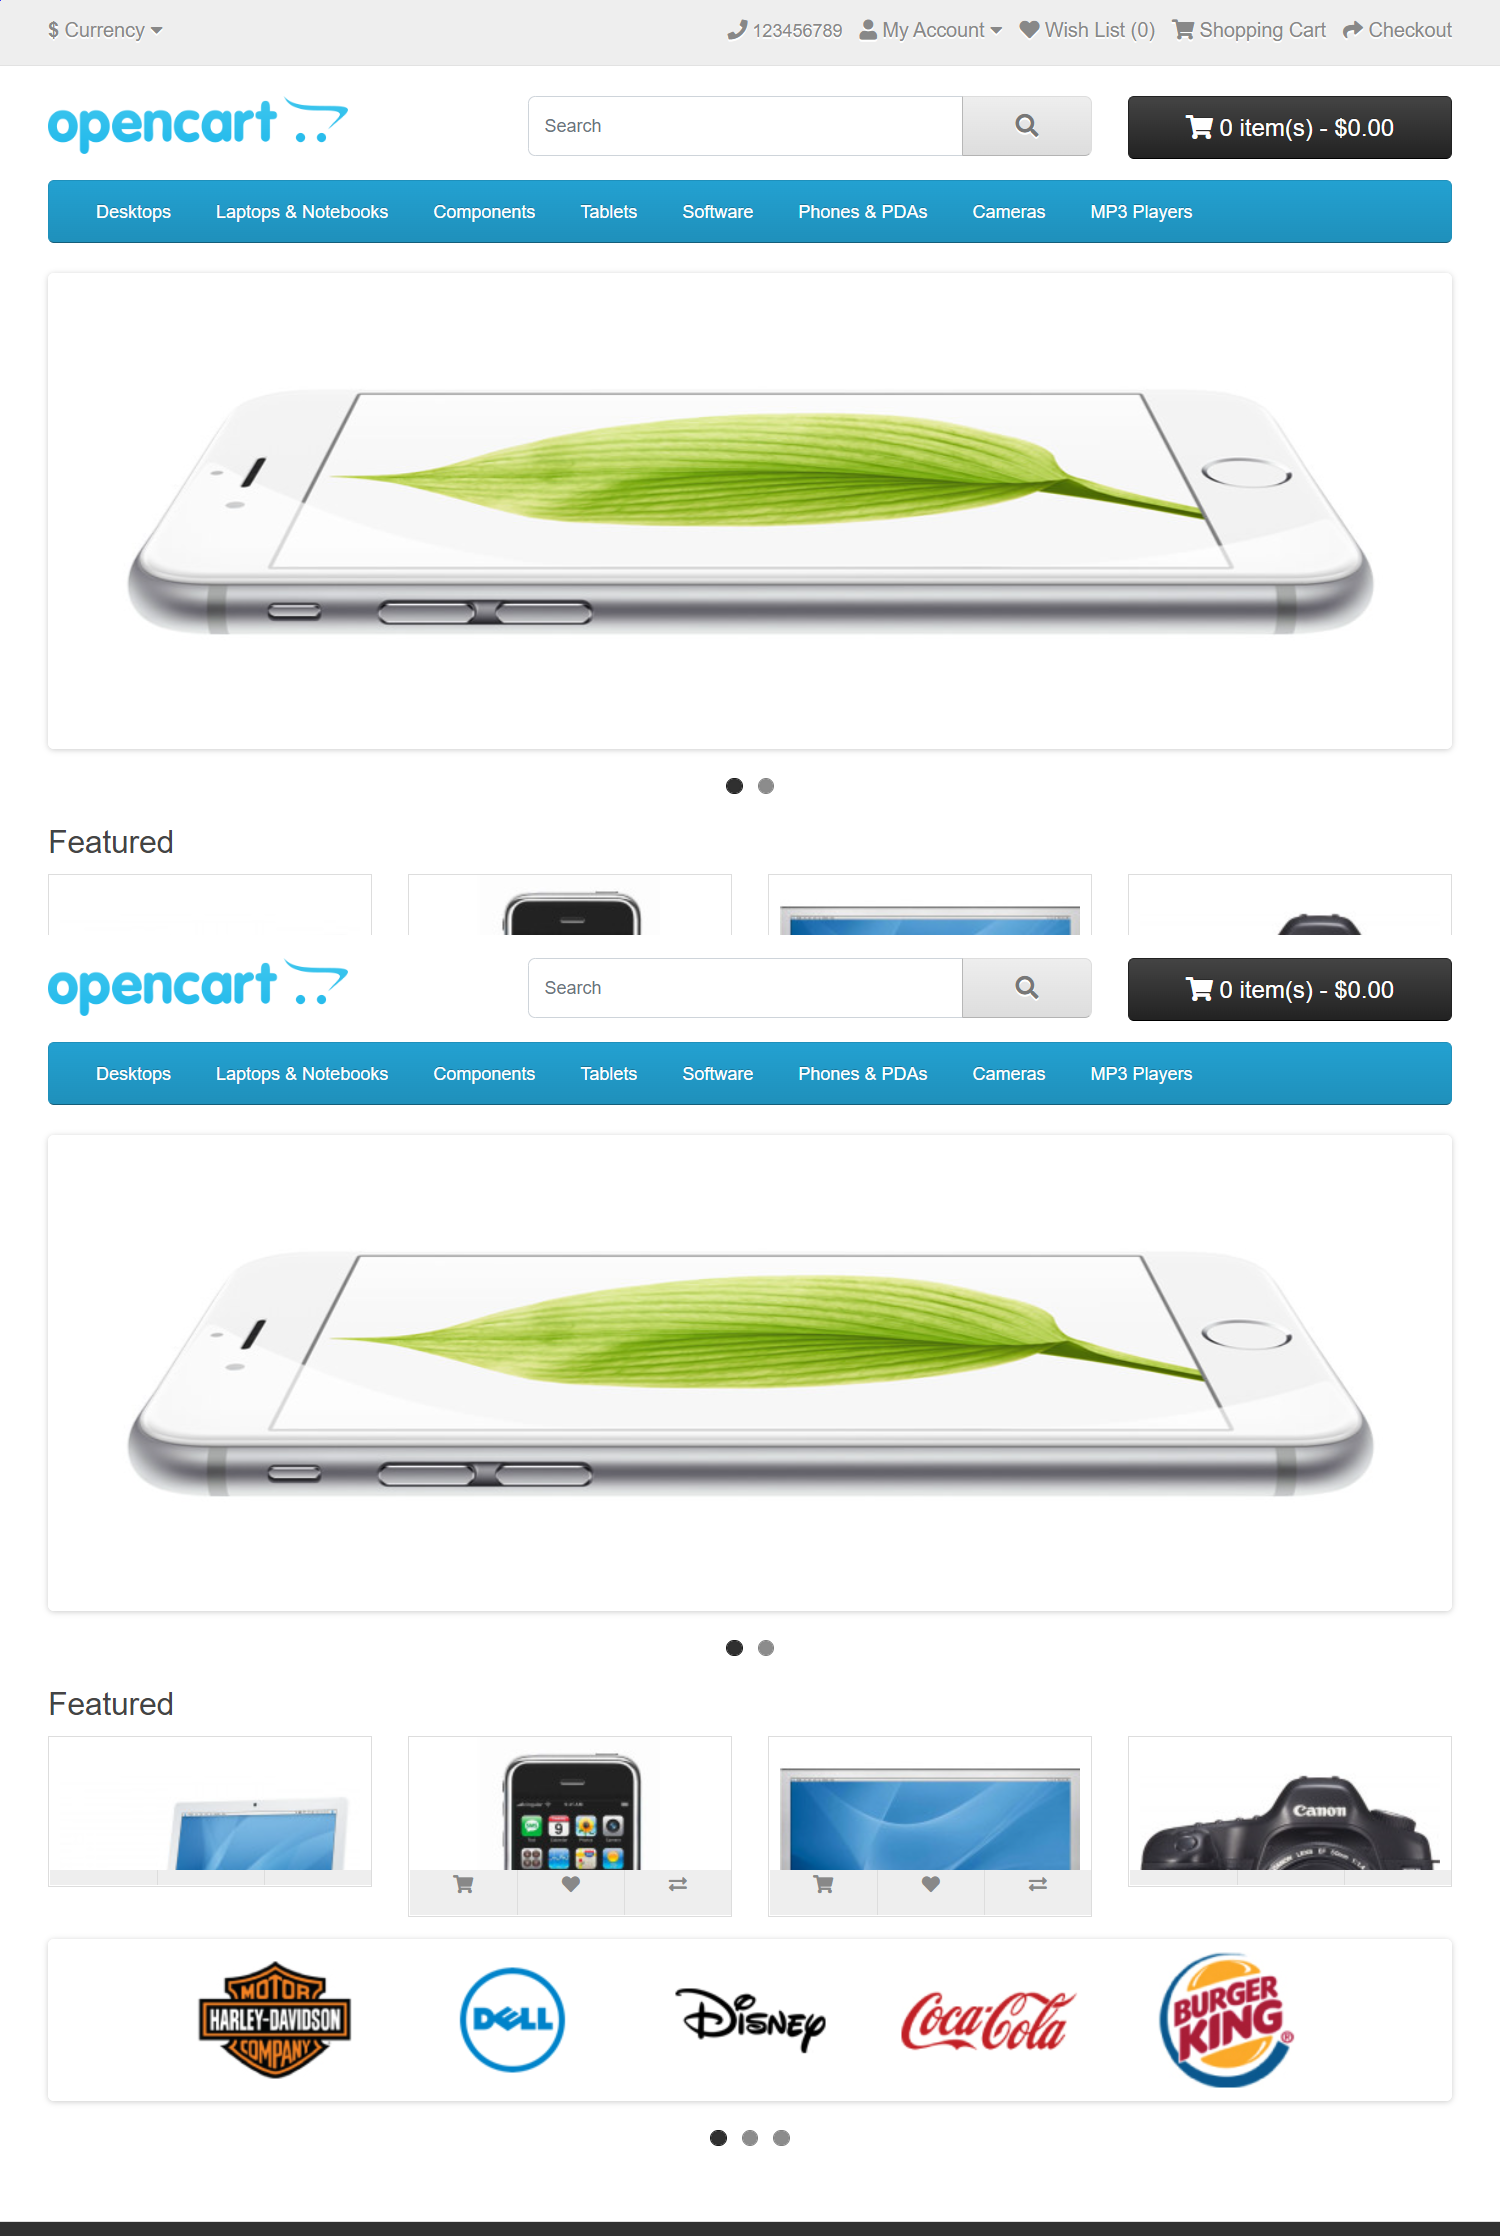 $ Currency
123456789 My Account Wish List (0) Shopping Cart Checkout
opencart
Search
0 item(s) - $0.00
Desktops Laptops & Notebooks Components Tablets Software Phones & PDAs Cameras MP3 Players
Featured
opencart
Search
0 item(s) - $0.00
Desktops Laptops & Notebooks Components Tablets Software Phones & PDAs Cameras MP3 Players
Featured
9
Canon
MOTOR
HARLEY-DAVIDSON
COMPANY
DELL
Disney
Coca-Cola
BURGER
KING
®